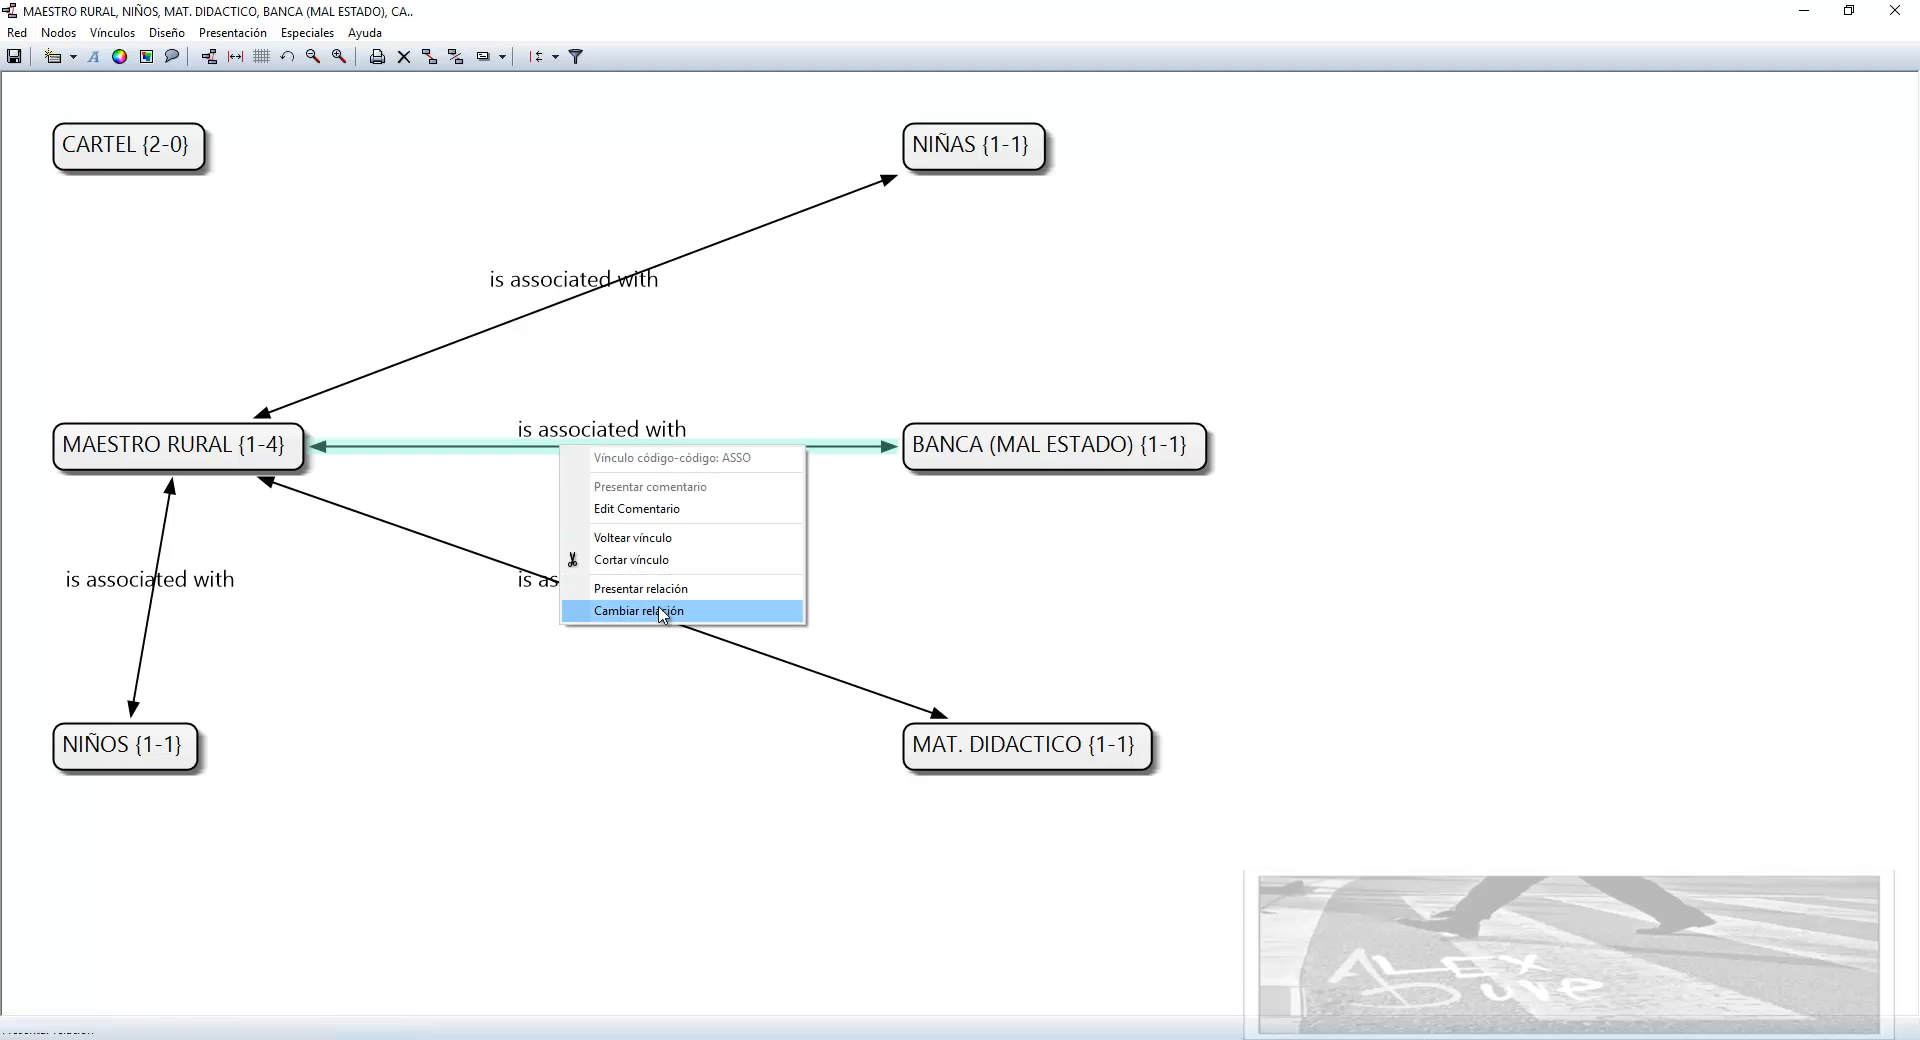 MAESTRO RURAL, NIÑOS, MAT. DIDACTICO, BANCA (MAL ESTADO), CA..
Red Nodos Vínculos Diseño Presentación Especiales Ayuda
CARTEL {2-0}
NIÑAS {1-1}
is associated with
is associated with
MAESTRO RURAL {1-4}
BANCA (MAL ESTADO) {1-1}
Vínculo código-código: ASSO
Presentar comentario
Edit Comentario
Voltear vínculo
Cortar vínculo
is associated with
is as
Presentar relación
Cambiar relación
NIÑOS {1-1}
MAT. DIDACTICO {1-1}
ALEX